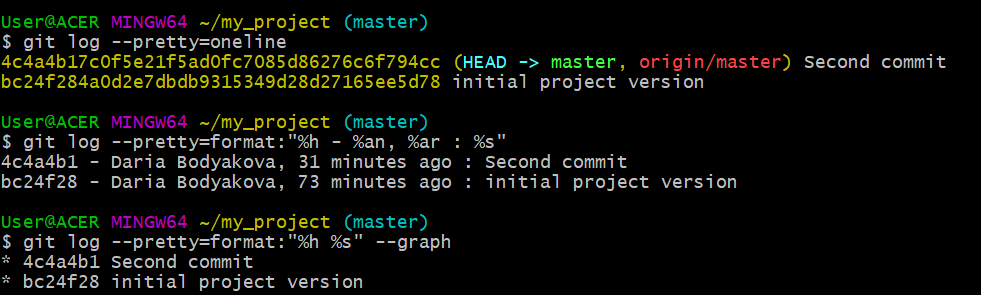 User@ACER MINGW64 ~/my_project (master)
$ git log --pretty=oneline
4c4a4b17c0f5e21f5ad0fc7085d86276c6f794cc (HEAD -> master, origin/master) Second commit
bc24f284a0d2e7dbdb9315349d28d27165ee5d78 initial project version
User@ACER MINGW64 ~/my_project (master)
$ git log --pretty=format:"%h - %an, %ar : %s"
4c4a4b1 - Daria Bodyakova, 31 minutes ago : Second commit
bc24f28 - Daria Bodyakova, 73 minutes ago : initial project version
User@ACER MINGW64 ~/my_project (master)
$ git log --pretty=format:"%h %s" --graph
* 4c4a4b1 Second commit
* bc24f28 initial project version